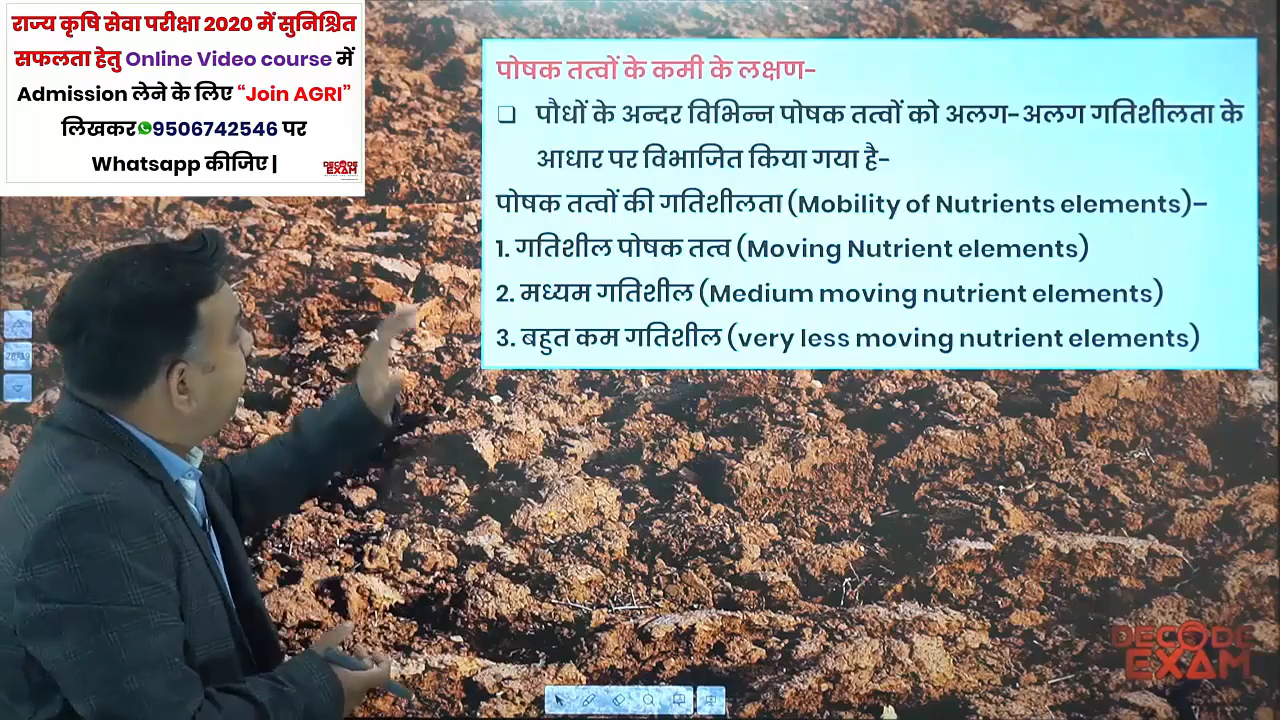 राज्य कृषि सेवा परीक्षा 2020 में सुनिश्चित
सफलता हेतु Online Video course में
Admission लेने के लिए “Join AGRI”
लिखकर 9506742546 पर
Whatsapp कीजिए |
DECODE
EXAM
पोषक तत्वों के कमी के लक्षण-
पौधों के अन्दर विभिन्न पोषक तत्वों को अलग-अलग गतिशीलता के
आधार पर विभाजित किया गया है-
पोषक तत्वों की गतिशीलता (Mobility of Nutrients elements)–
1. गतिशील पोषक तत्व (Moving Nutrient elements)
2. मध्यम गतिशील (Medium moving nutrient elements)
3. बहुत कम गतिशील (very less moving nutrient elements)
DECODE
EXAM